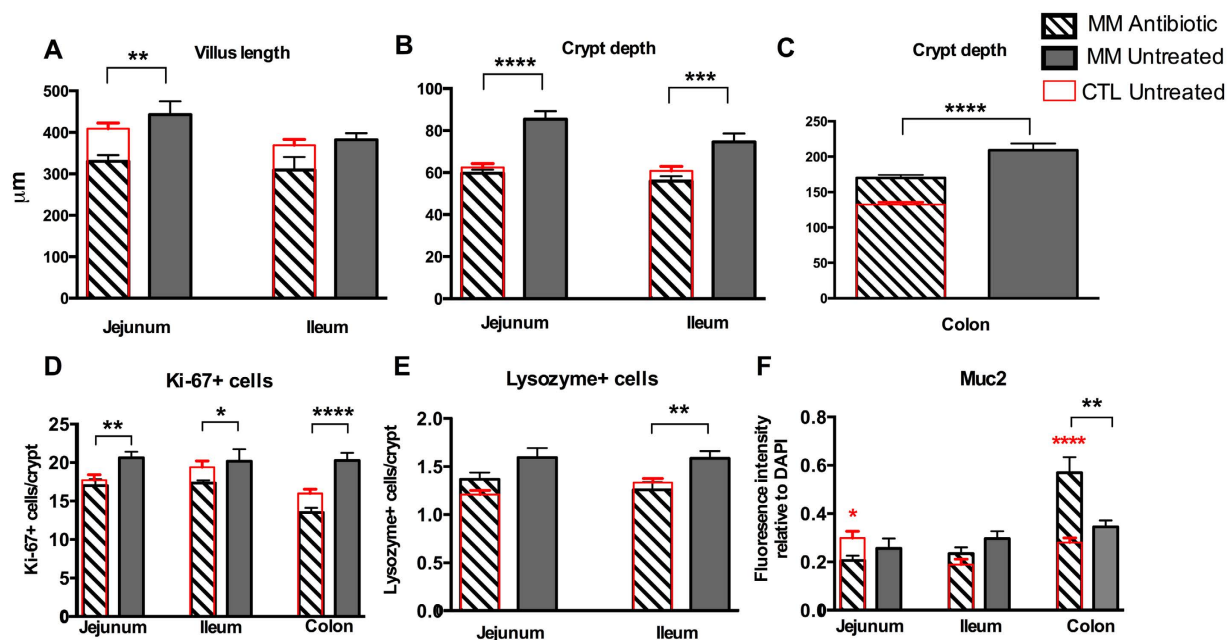 MM Antibiotic
MM Untreated
CTL Untreated
A
Villus length
**
500
400
300
200
100
0
μm
Jejunum
Ileum
B
Crypt depth
****
***
100
80
60
40
20
0
Jejunum
Ileum
C
Crypt depth
****
250
200
150
100
50
0
Colon
D
Ki-67+ cells
**
*
****
25
20
15
10
5
0
Ki-67+ cells/crypt
Jejunum
Ileum
Colon
E
Lysozyme+ cells
**
2.0
1.5
1.0
0.5
0.0
Lysozyme+ cells/crypt
Jejunum
Ileum
F
Muc2
**
****
*
0.8
0.6
0.4
0.2
0.0
Fluoresence intensity
relative to DAPI
Jejunum
Ileum
Colon